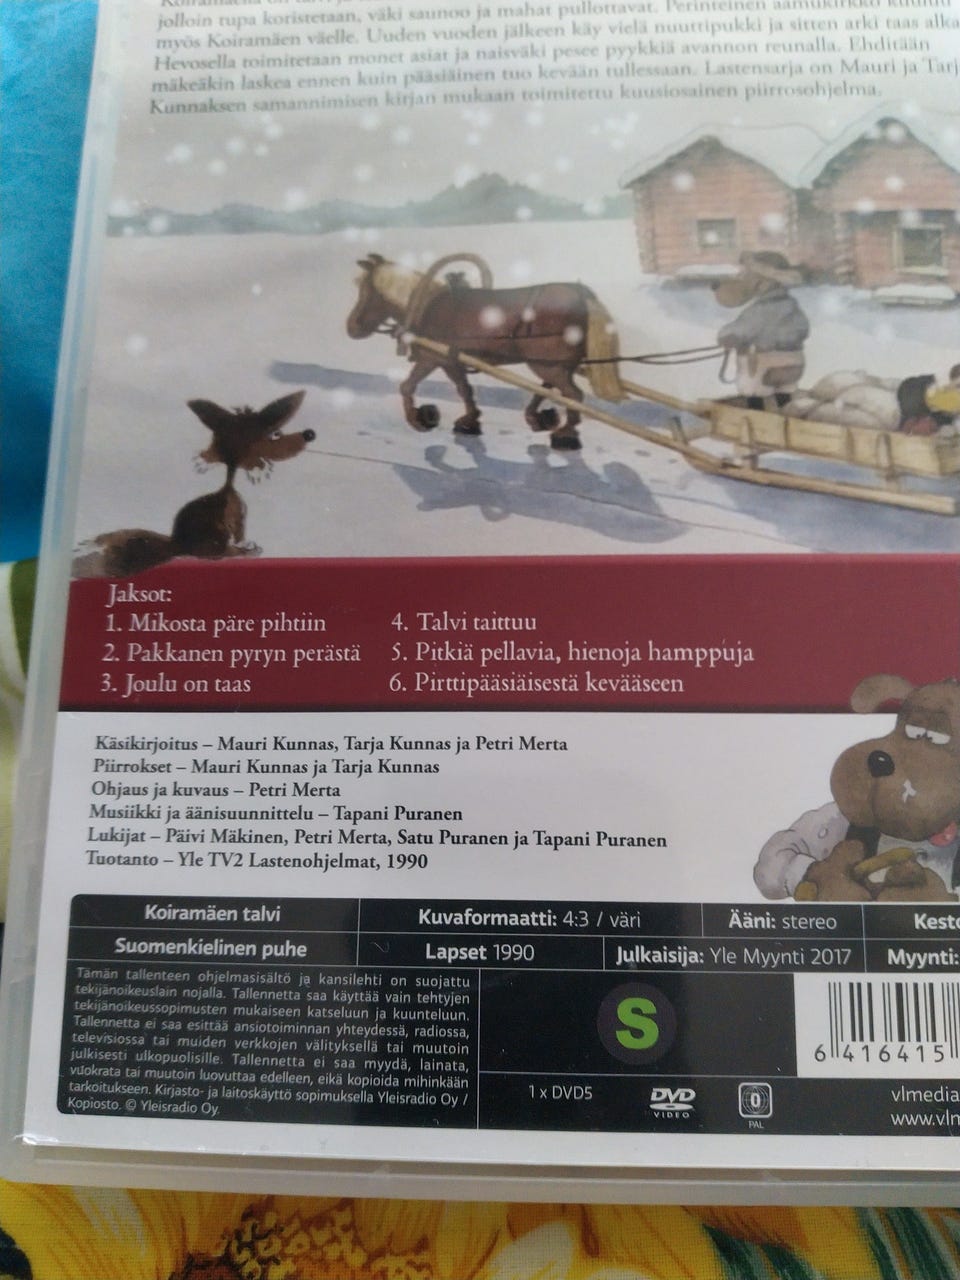 jolloin tupa koristetaan, väki saunoo ja mahat pullottavat. Perinteinen aamukirkko kuuluu
myös Koiramäen väelle. Uuden vuoden jälkeen käy vielä nuuttipukki ja sitten arki taas alka
Hevosella toimitetaan monet asiat ja naisväki pesee pyykkiä avannon reunalla. Ehditään
mäkeäkin laskea ennen kuin pääsiäinen tuo kevään tullessaan. Lastensarja on Mauri ja Tarj
Kunnaksen samannimisen kirjan mukaan toimitettu kuusiosainen piirrosohjelma.
Jaksot:
1. Mikosta päre pihtiin
2. Pakkanen pyryn perästä
3. Joulu on taas
4. Talvi taittuu
5. Pitkiä pellavia, hienoja hamppuja
6. Pirttipääsiäisestä kevääseen
Käsikirjoitus – Mauri Kunnas, Tarja Kunnas ja Petri Merta
Piirrokset – Mauri Kunnas ja Tarja Kunnas
Ohjaus ja kuvaus – Petri Merta
Musiikki ja äänisuunnittelu – Tapani Puranen
Lukijat – Päivi Mäkinen, Petri Merta, Satu Puranen ja Tapani Puranen
Tuotanto – Yle TV2 Lastenohjelmat, 1990
Koiramäen talvi
Kuvaformaatti: 4:3 / väri
Ääni: stereo
Kesto
Suomenkielinen puhe
Lapset 1990
Julkaisija: Yle Myynti 2017
Myynti:
Tämän tallenteen ohjelmasisältö ja kansilehti on suojattu
tekijänoikeuslain nojalla. Tallennetta saa käyttää vain tehtyjen
tekijänoikeussopimusten mukaiseen katseluun ja kuunteluun.
Tallennetta ei saa esittää ansiotoiminnan yhteydessä, radiossa,
televisiossa tai muiden verkkojen välityksellä tai muutoin
julkisesti ulkopuolisille. Tallennetta ei saa myydä, lainata,
vuokrata tai muutoin luovuttaa edelleen, eikä kopioida mihinkään
tarkoitukseen. Kirjasto- ja laitoskäyttö sopimuksella Yleisradio Oy /
Kopiosto. © Yleisradio Oy.
S
6 416415
1 x DVD5
DVD
VIDEO
0
PAL
vlmedia
www.vlm